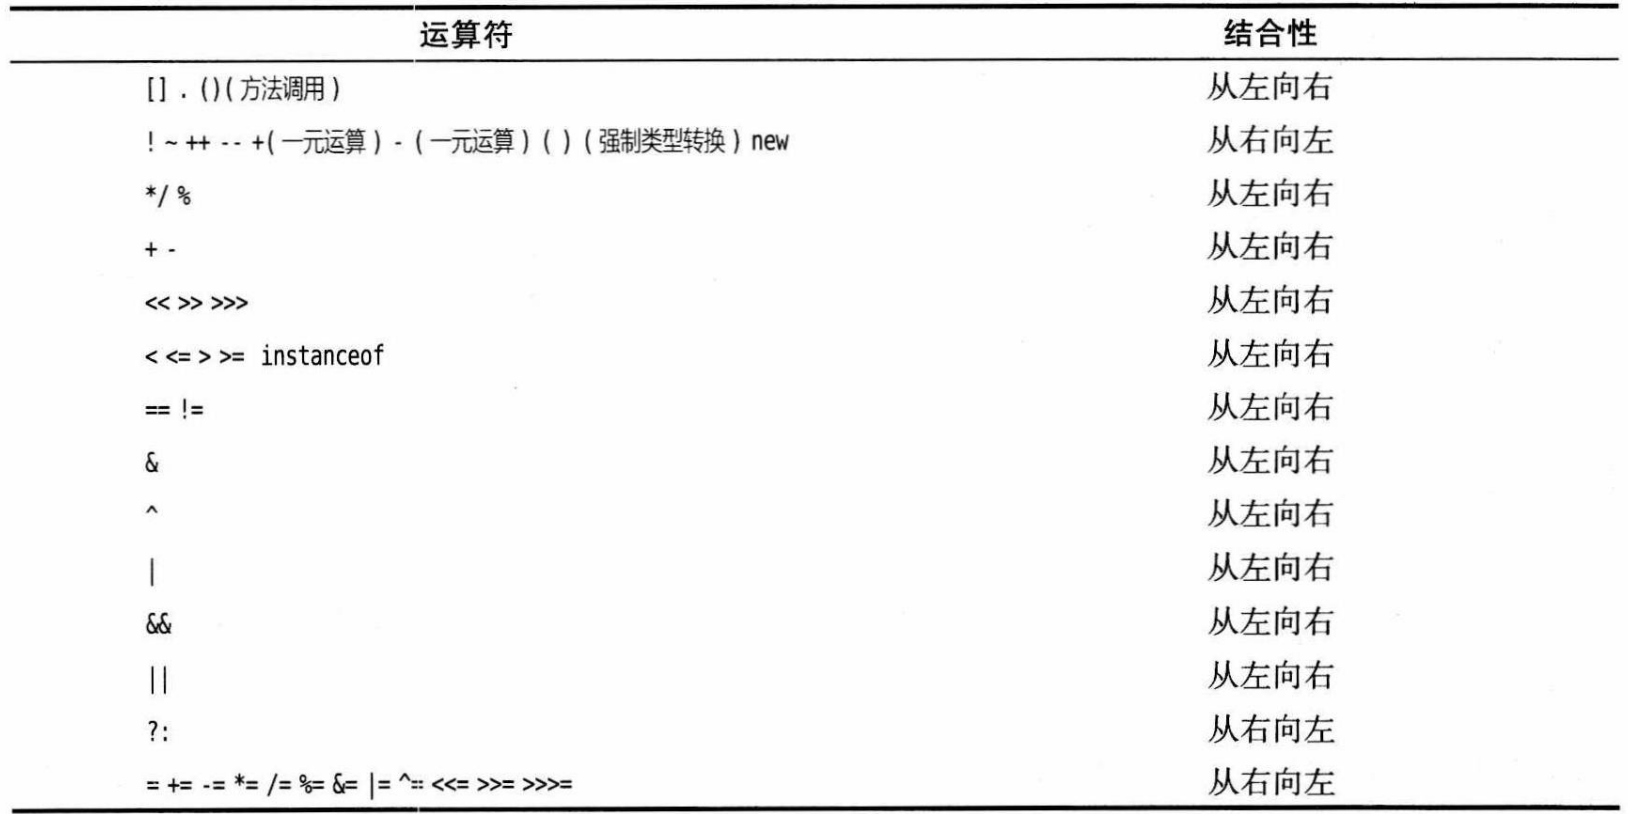 运算符 结合性
[] . ()(方法调用) 从左向右
! ~ ++ -- +(一元运算) - (一元运算) ( ) (强制类型转换) new 从右向左
*/ % 从左向右
+ - 从左向右
<< >> >>> 从左向右
< <= > >= instanceof 从左向右
== != 从左向右
& 从左向右
^ 从左向右
| 从左向右
&& 从左向右
|| 从左向右
?: 从右向左
= += -= *= /= %= &= |= ^= <<= >>= >>>= 从右向左